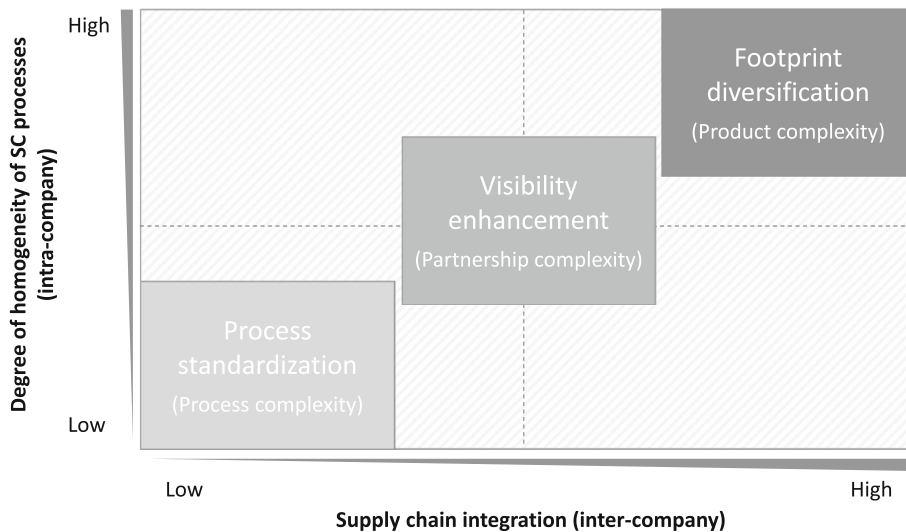 Degree of homogeneity of SC processes
(intra-company)
High
Low
Footprint
diversification
(Product complexity)
Visibility
enhancement
(Partnership complexity)
Process
standardization
(Process complexity)
Low
High
Supply chain integration (inter-company)